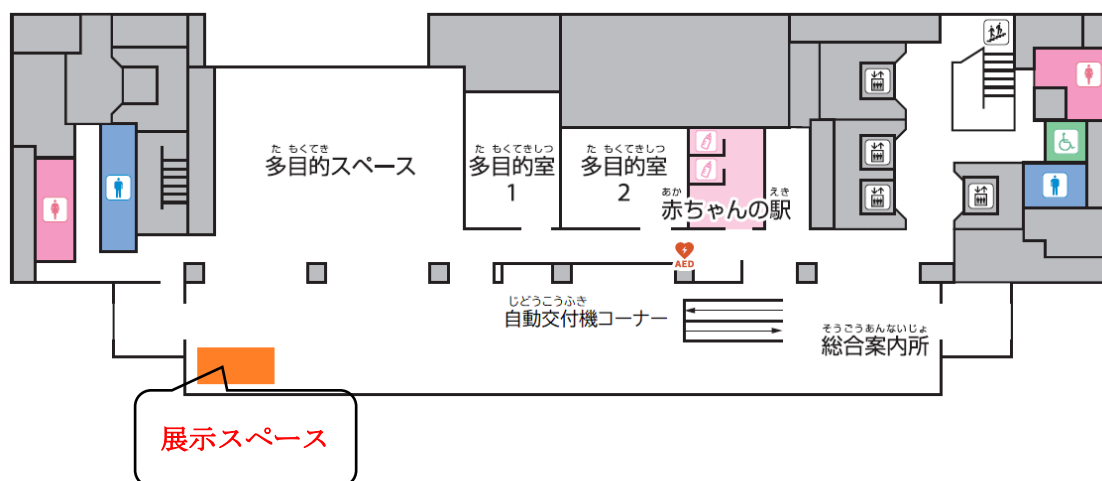 た もくてき
多目的スペース
た もくてきしつ
多目的室
1
た もくてきしつ
多目的室
2
あか えき
赤ちゃんの駅
AED
じどうこうふき
自動交付機コーナー
そうごうあんないじょ
総合案内所
展示スペース